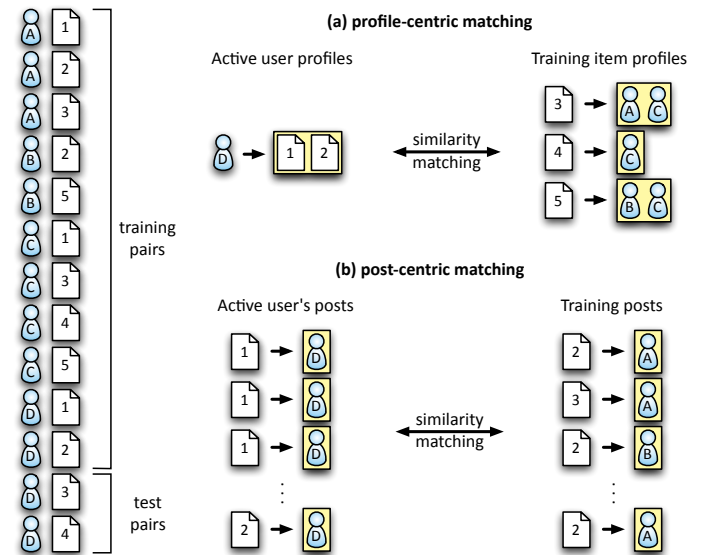 A 1
A 2
A 3
B 2
B 5
C 1
C 3
C 4
C 5
D 1
D 2
D 3
D 4
training
pairs
test
pairs
(a) profile-centric matching
Active user profiles
Training item profiles
D 1 2
similarity
matching
3 A C
4 C
5 B C
(b) post-centric matching
Active user's posts
Training posts
1 D
1 D
1 D
2 D
similarity
matching
2 A
3 A
2 B
2 A